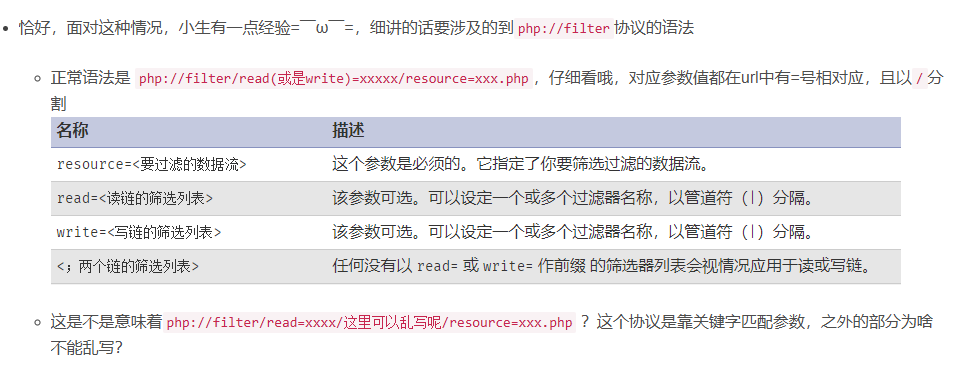 恰好，面对这种情况，小生有一点经验=￣ω￣=，细讲的话要涉及的到 php://filter 协议的语法
正常语法是 php://filter/read(或是write)=xxxxx/resource=xxx.php ，仔细看哦，对应参数值都在url中有=号相对应，且以 / 分
割
名称 描述
resource=<要过滤的数据流> 这个参数是必须的。它指定了你要筛选过滤的数据流。
read=<读链的筛选列表> 该参数可选。可以设定一个或多个过滤器名称，以管道符（|）分隔。
write=<写链的筛选列表> 该参数可选。可以设定一个或多个过滤器名称，以管道符（|）分隔。
<；两个链的筛选列表> 任何没有以 read= 或 write= 作前缀 的筛选器列表会视情况应用于读或写链。
这是不是意味着 php://filter/read=xxxx/这里可以乱写呢/resource=xxx.php ？这个协议是靠关键字匹配参数，之外的部分为啥
不能乱写？